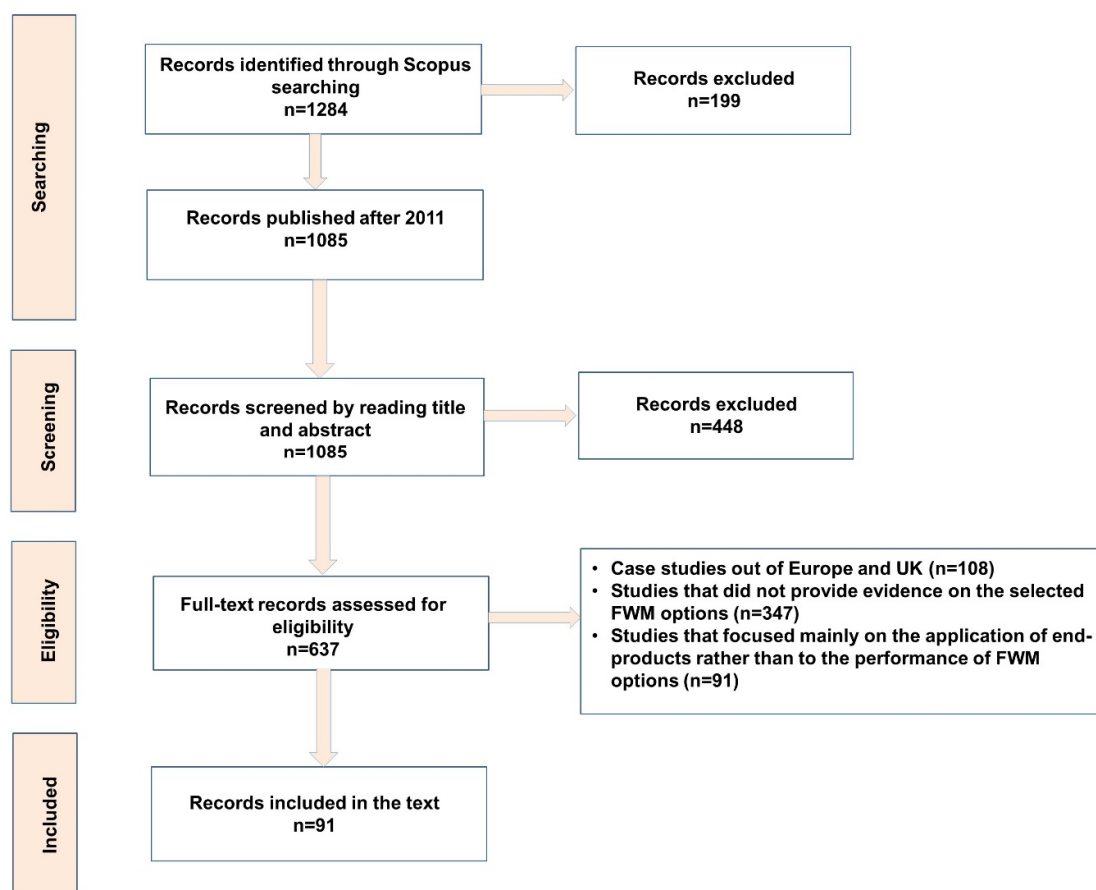 Searching
Records identified through Scopus
searching
n=1284
Records excluded
n=199
Records published after 2011
n=1085
Screening
Records screened by reading title
and abstract
n=1085
Records excluded
n=448
Eligibility
Full-text records assessed for
eligibility
n=637
• Case studies out of Europe and UK (n=108)
• Studies that did not provide evidence on the selected
FWM options (n=347)
• Studies that focused mainly on the application of end-
products rather than to the performance of FWM
options (n=91)
Included
Records included in the text
n=91